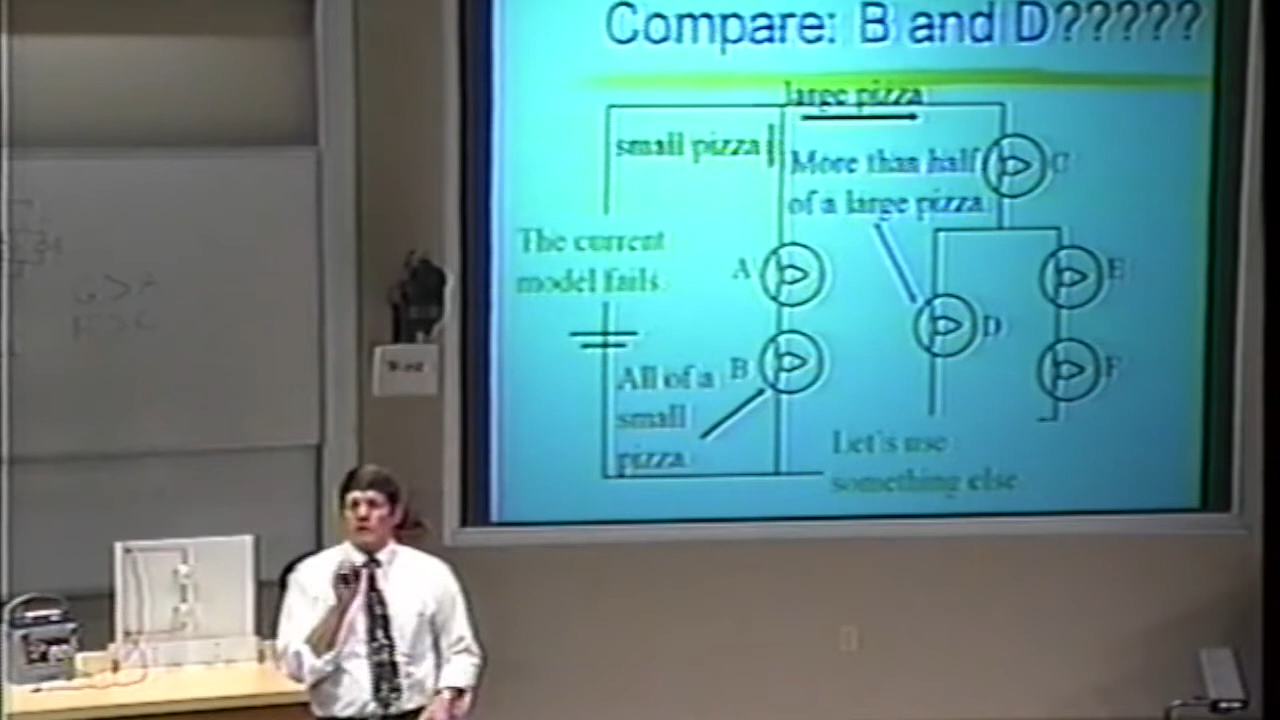 Compare: B and D?????
large pizza
small pizza
More than half
of a large pizza
C
The current
model fails
A
E
D
B
F
All of a
small
pizza
Let's use
something else